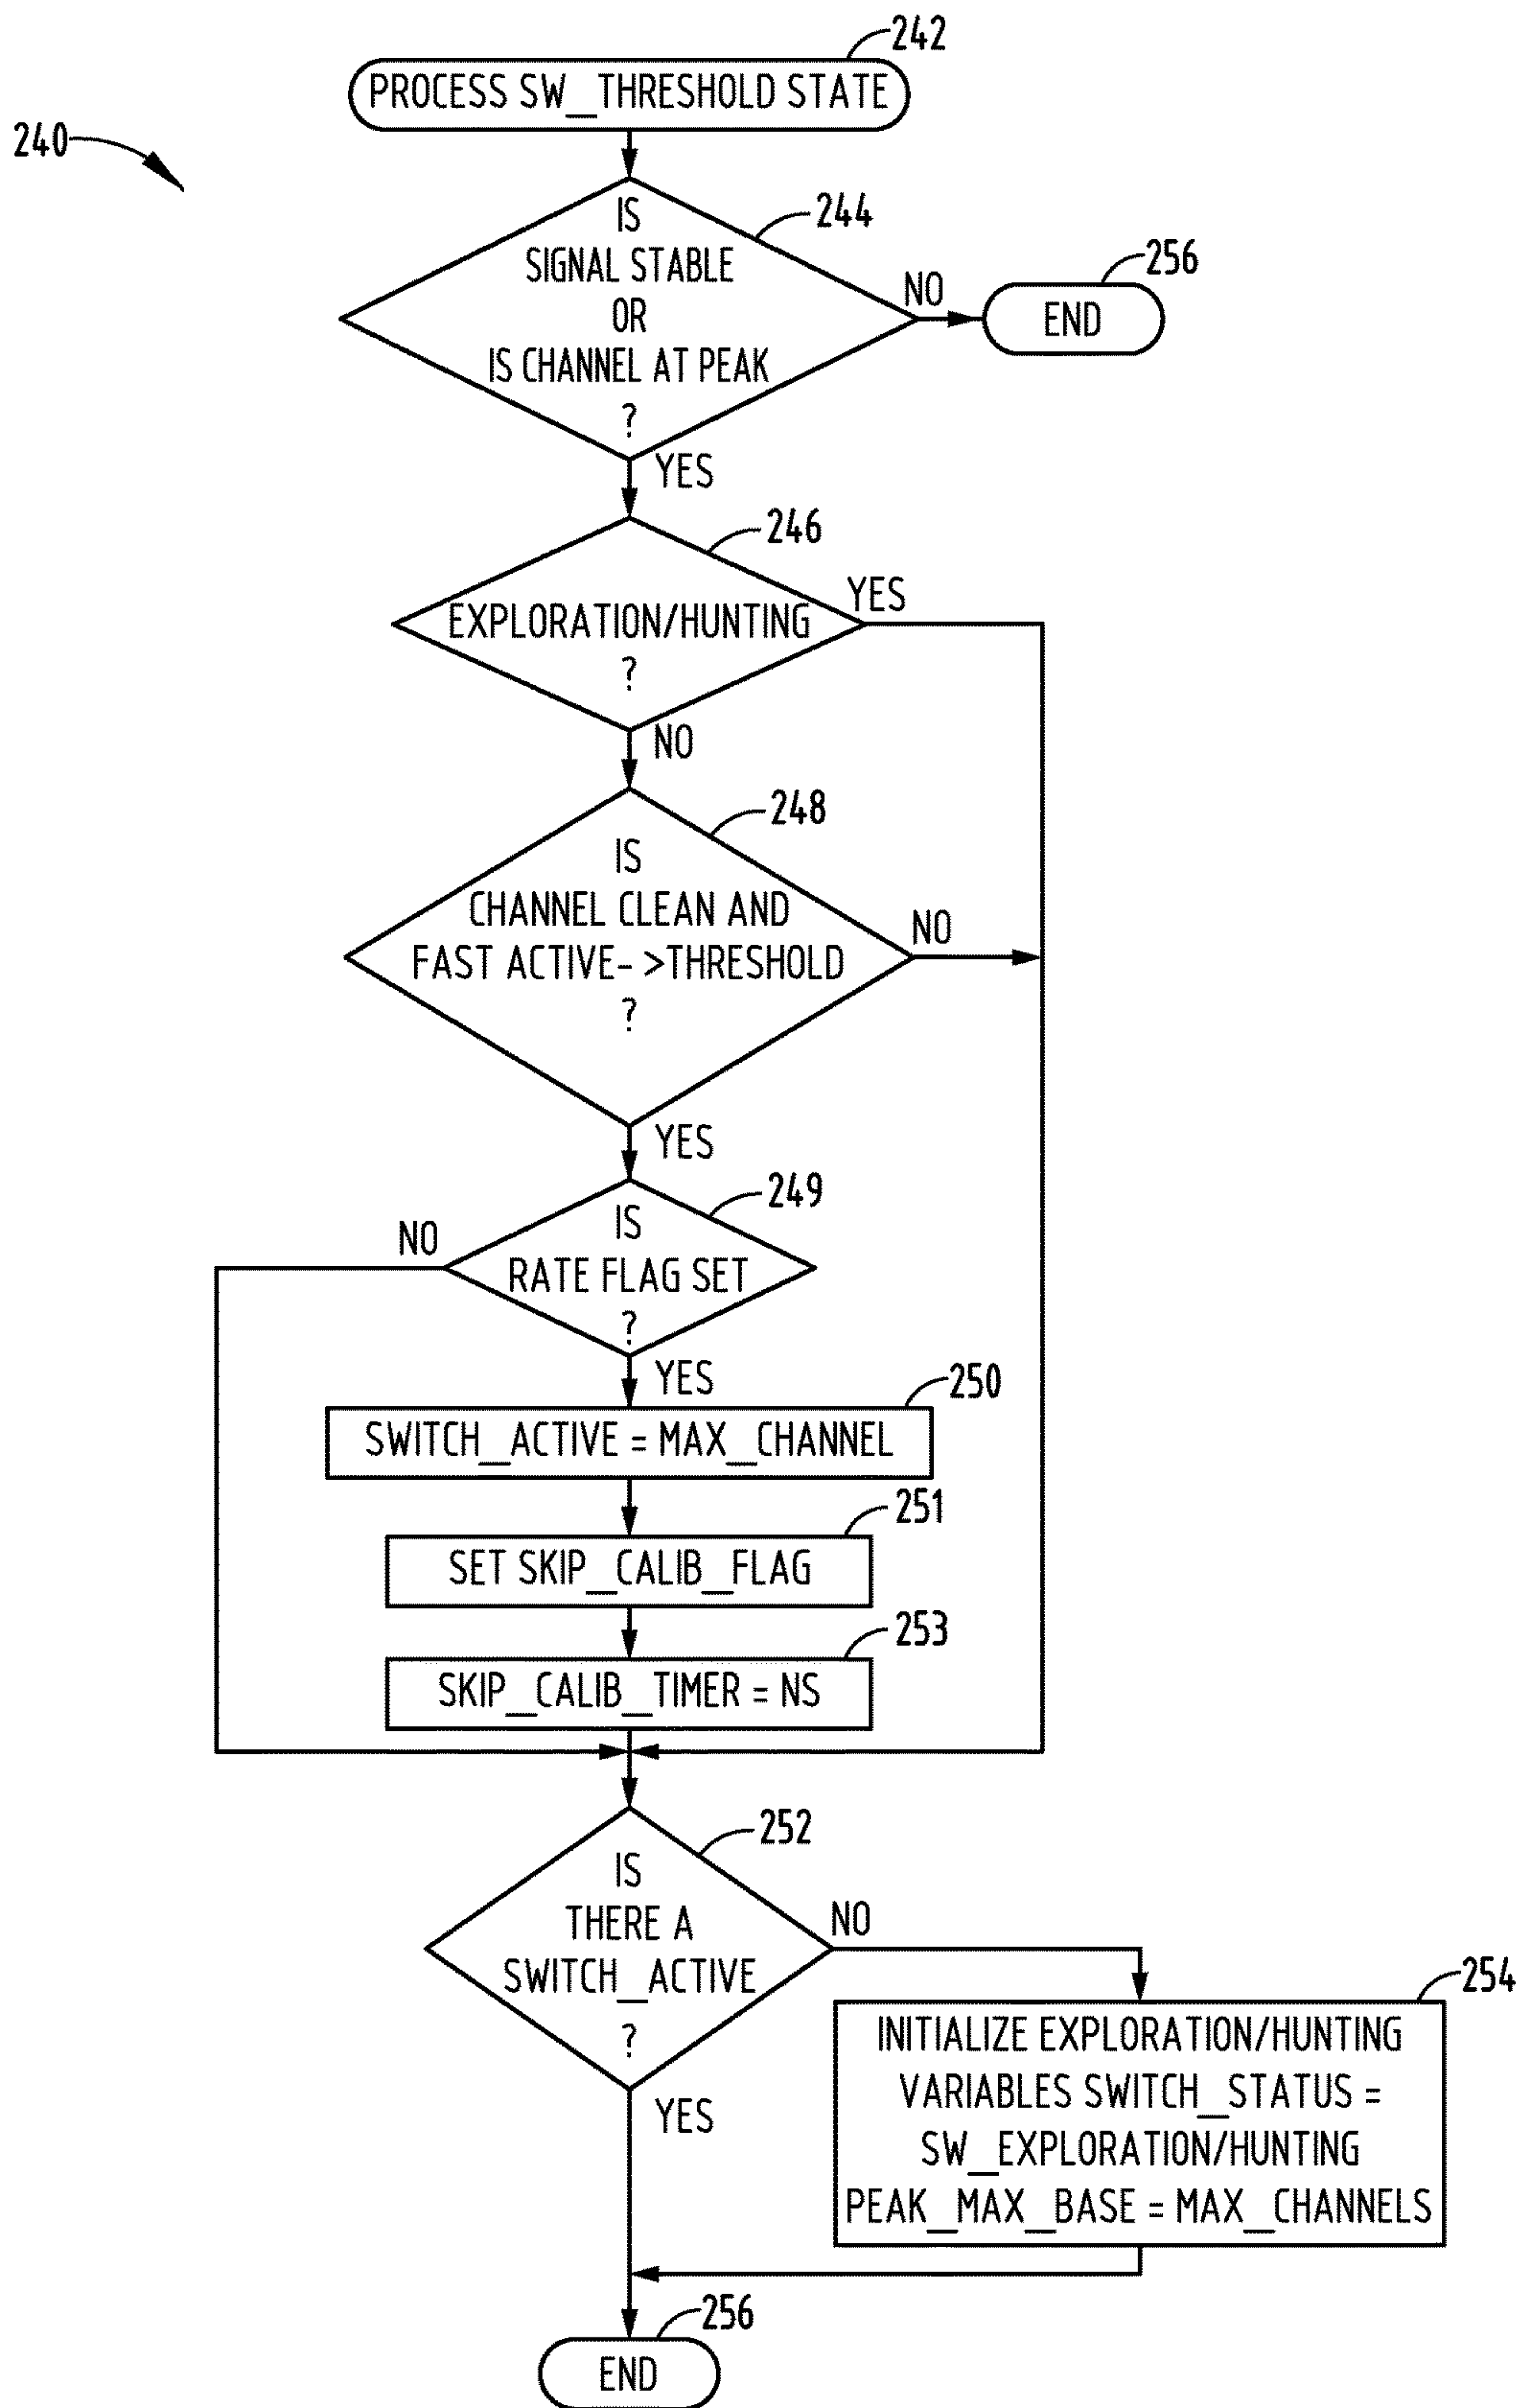 242
PROCESS SW_THRESHOLD STATE
240
244
IS
SIGNAL STABLE
OR
IS CHANNEL AT PEAK
?
NO
256
END
YES
246
EXPLORATION/HUNTING
?
YES
NO
248
IS
CHANNEL CLEAN AND
FAST ACTIVE- >THRESHOLD
?
NO
YES
249
IS
RATE FLAG SET
?
NO
YES
250
SWITCH_ACTIVE = MAX_CHANNEL
251
SET SKIP_CALIB_FLAG
253
SKIP_CALIB_TIMER = NS
252
IS
THERE A
SWITCH_ACTIVE
?
NO
254
INITIALIZE EXPLORATION/HUNTING
VARIABLES SWITCH_STATUS =
SW_EXPLORATION/HUNTING
PEAK_MAX_BASE = MAX_CHANNELS
YES
256
END